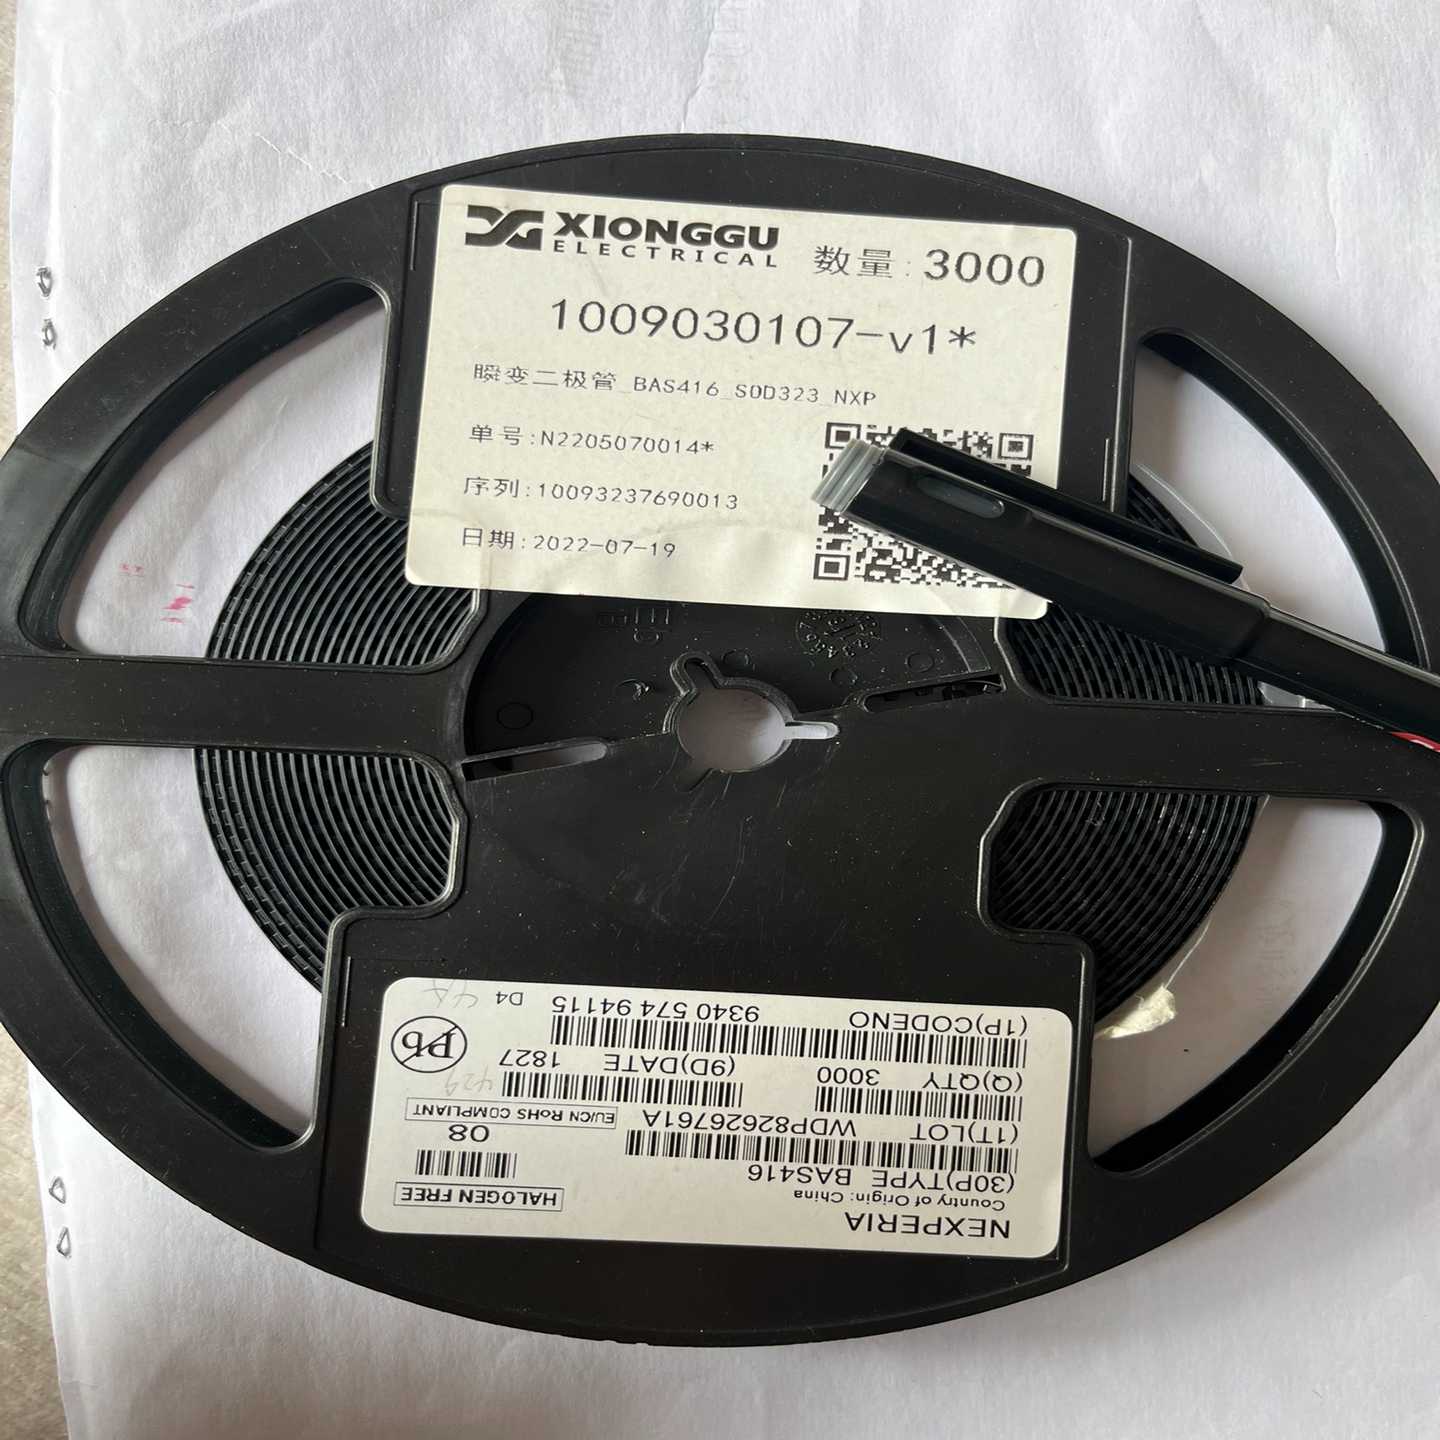 XIONGGU
ELECTRICAL
数量: 3000
1009030107-v1*
瞬变二极管_BAS416_SOD323_NXP
单号:N2205070014*
序列:10093237690013
日期:2022-07-19
NEXPERIA
Country of Origin: China
(30P)TYPE BAS416
(1T)LOT WDP82626761A
(Q)QTY 3000 (9D)DATE 1827
(1P)CODENO 9340 574 94115 D4
HALOGEN FREE
08
EU/CN RoHS COMPLIANT
Pb